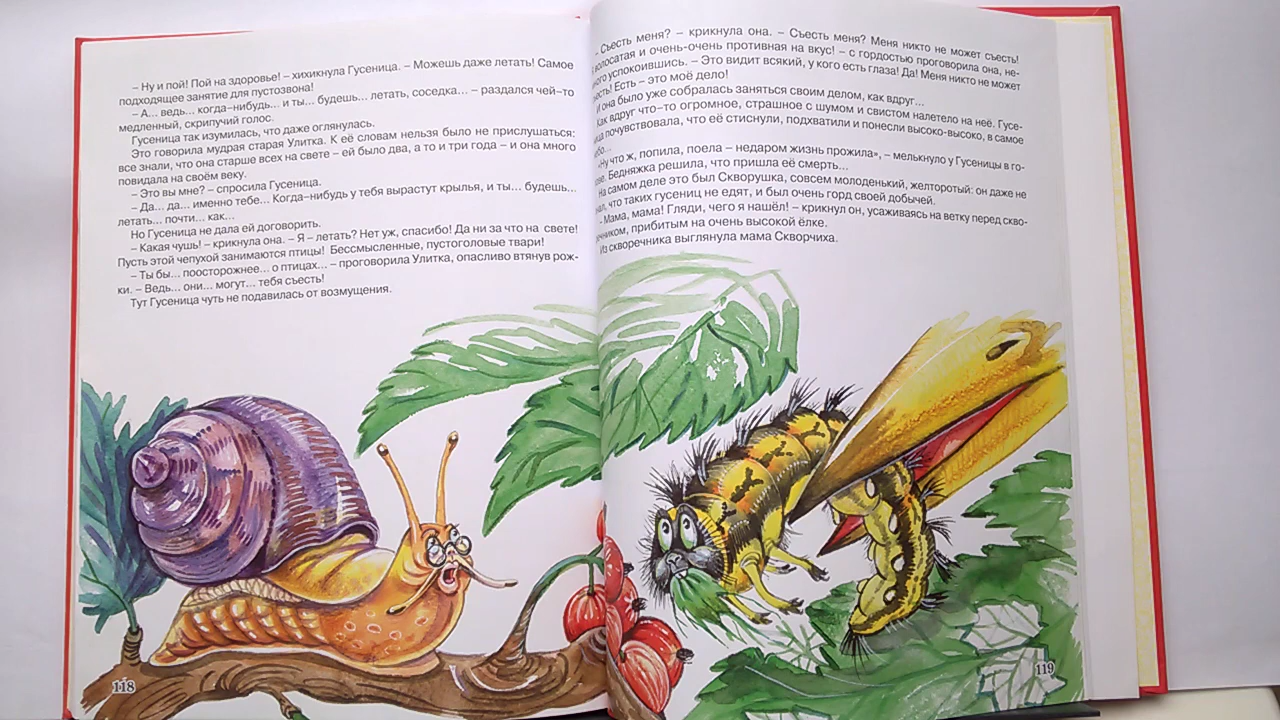 – Ну и пой! Пой на здоровье! – хихикнула Гусеница. – Можешь даже летать! Самое
подходящее занятие для пустозвона!
– А... ведь... когда–нибудь... и ты... будешь... летать, соседка... – раздался чей–то
медленный, скрипучий голос.
Гусеница так изумилась, что даже оглянулась.
Это говорила мудрая старая Улитка. К её словам нельзя было не прислушаться:
все знали, что она старше всех на свете – ей было два, а то и три года – и она много
повидала на своём веку.
– Это вы мне? – спросила Гусеница.
– Да... да... именно тебе... Когда–нибудь у тебя вырастут крылья, и ты... будешь...
летать... почти... как...
Но Гусеница не дала ей договорить.
– Какая чушь! – крикнула она. – Я – летать? Нет уж, спасибо! Да ни за что на свете!
Пусть этой чепухой занимаются птицы! Бессмысленные, пустоголовые твари!
– Ты бы... поосторожнее... о птицах... – проговорила Улитка, опасливо втянув рож-
ки. – Ведь... они... могут... тебя съесть!
Тут Гусеница чуть не подавилась от возмущения.
118
– Съесть меня? – крикнула она. – Съесть меня? Меня никто не может съесть!
волосатая и очень-очень противная на вкус! – с гордостью проговорила она, не-
успокоившись. – Это видит всякий, у кого есть глаза! Да! Меня никто не может
Есть – это моё дело!
И она было уже собралась заняться своим делом, как вдруг...
Как вдруг что–то огромное, страшное с шумом и свистом налетело на неё. Гусе-
почувствовала, что её стиснули, подхватили и понесли высоко-высоко, в самое
«Ну что ж, попила, поела – недаром жизнь прожила», – мелькнуло у Гусеницы в го-
Бедняжка решила, что пришла её смерть...
На самом деле это был Скворушка, совсем молоденький, желторотый: он даже не
что таких гусениц не едят, и был очень горд своей добычей.
– Мама, мама! Гляди, чего я нашёл! – крикнул он, усаживаясь на ветку перед скво-
речником, прибитым на очень высокой ёлке.
Из скворечника выглянула мама Скворчиха.
119